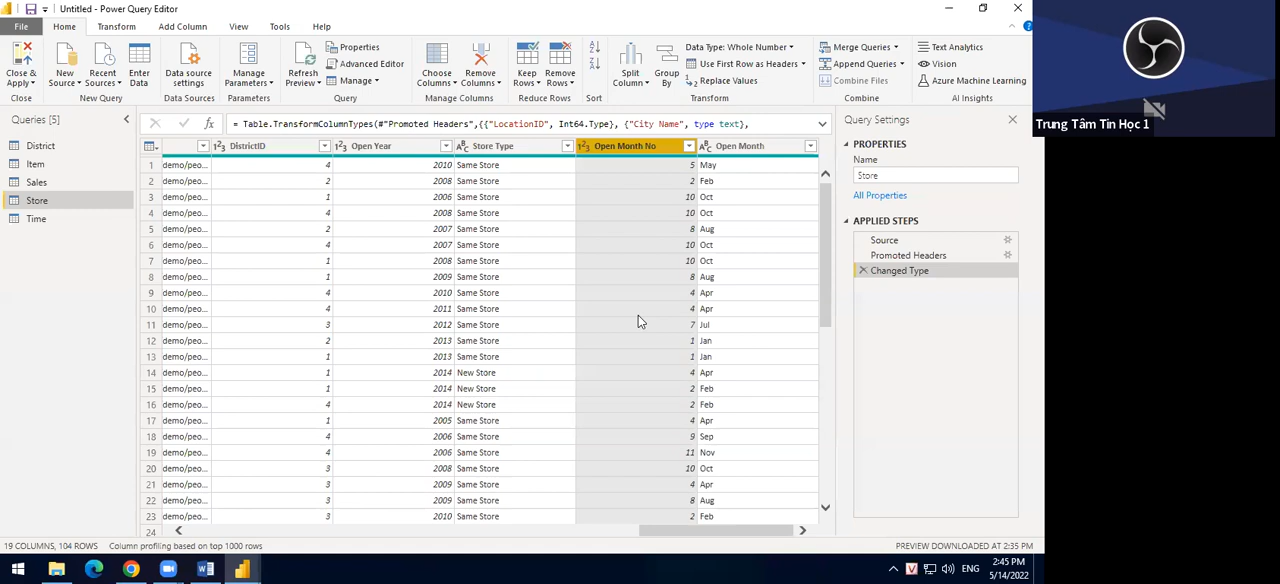 Untitled - Power Query Editor
File Home Transform Add Column View Tools Help
Close & Apply
New Source
Recent Sources
Enter Data
Data source settings
Manage Parameters
Refresh Preview
Properties
Advanced Editor
Manage
Choose Columns
Remove Columns
Keep Rows
Remove Rows
Split Column
Group By
Data Type: Whole Number
Use First Row as Headers
Replace Values
Merge Queries
Append Queries
Combine Files
Text Analytics
Vision
Azure Machine Learning
Close New Query Data Sources Parameters Query Manage Columns Reduce Rows Sort Transform Combine AI Insights
Trung Tâm Tin Học 1
Queries [5]
District
Item
Sales
Store
Time
fx = Table.TransformColumnTypes(#"Promoted Headers",{{"LocationID", Int64.Type}, {"City Name", type text},
DistrictID Open Year Store Type Open Month No Open Month
1 demo/peo... 4 2010 Same Store 5 May
2 demo/peo... 2 2008 Same Store 2 Feb
3 demo/peo... 1 2006 Same Store 10 Oct
4 demo/peo... 4 2008 Same Store 10 Oct
5 demo/peo... 2 2007 Same Store 8 Aug
6 demo/peo... 4 2007 Same Store 10 Oct
7 demo/peo... 1 2008 Same Store 10 Oct
8 demo/peo... 1 2009 Same Store 8 Aug
9 demo/peo... 4 2010 Same Store 4 Apr
10 demo/peo... 4 2011 Same Store 4 Apr
11 demo/peo... 3 2012 Same Store 7 Jul
12 demo/peo... 2 2013 Same Store 1 Jan
13 demo/peo... 1 2013 Same Store 1 Jan
14 demo/peo... 1 2014 New Store 4 Apr
15 demo/peo... 1 2014 New Store 2 Feb
16 demo/peo... 4 2014 New Store 2 Feb
17 demo/peo... 1 2005 Same Store 4 Apr
18 demo/peo... 4 2006 Same Store 9 Sep
19 demo/peo... 4 2006 Same Store 11 Nov
20 demo/peo... 3 2008 Same Store 10 Oct
21 demo/peo... 3 2009 Same Store 4 Apr
22 demo/peo... 3 2009 Same Store 8 Aug
23 demo/peo... 3 2010 Same Store 2 Feb
24
Query Settings
PROPERTIES
Name
Store
All Properties
APPLIED STEPS
Source
Promoted Headers
Changed Type
19 COLUMNS, 104 ROWS Column profiling based on top 1000 rows PREVIEW DOWNLOADED AT 2:35 PM
ENG
2:45 PM
5/14/2022